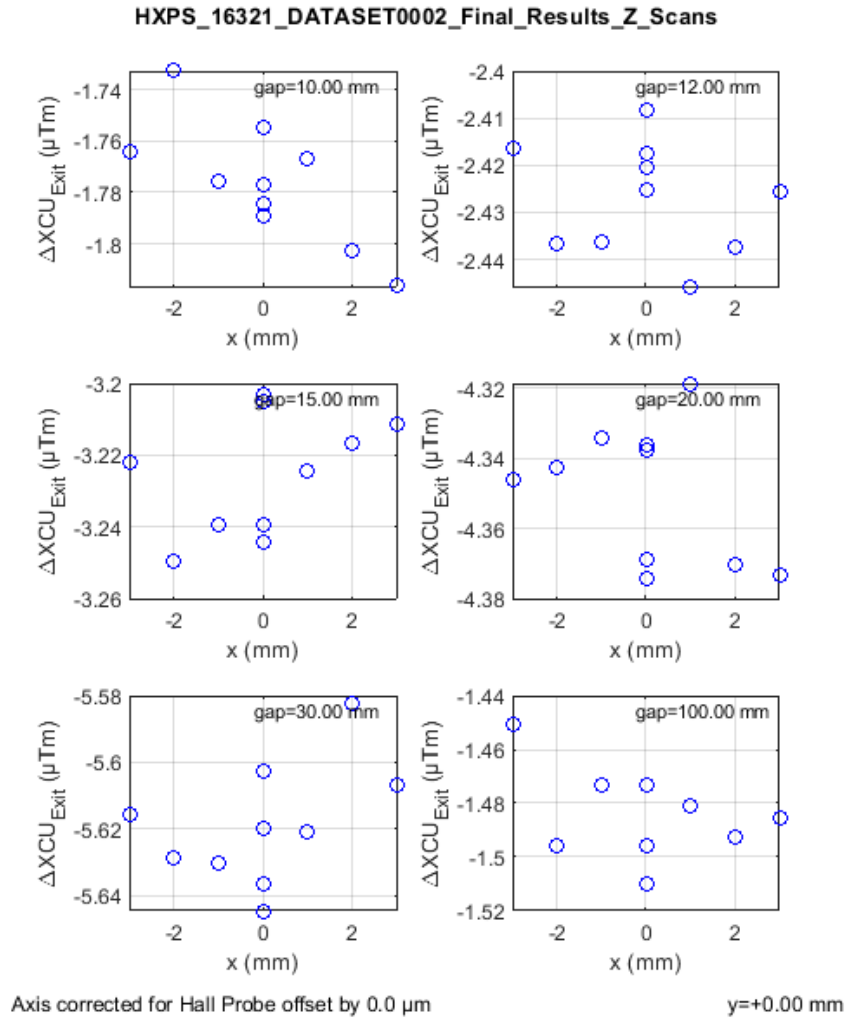 HXPS_16321_DATASET0002_Final_Results_Z_Scans
gap=10.00 mm
-1.74
-1.76
-1.78
-1.8
ΔXCU_Exit (µTm)
-2 0 2
x (mm)
gap=12.00 mm
-2.4
-2.41
-2.42
-2.43
-2.44
ΔXCU_Exit (µTm)
-2 0 2
x (mm)
gap=15.00 mm
-3.2
-3.22
-3.24
-3.26
ΔXCU_Exit (µTm)
-2 0 2
x (mm)
gap=20.00 mm
-4.32
-4.34
-4.36
-4.38
ΔXCU_Exit (µTm)
-2 0 2
x (mm)
gap=30.00 mm
-5.58
-5.6
-5.62
-5.64
ΔXCU_Exit (µTm)
-2 0 2
x (mm)
gap=100.00 mm
-1.44
-1.46
-1.48
-1.5
-1.52
ΔXCU_Exit (µTm)
-2 0 2
x (mm)
Axis corrected for Hall Probe offset by 0.0 µm
y=+0.00 mm